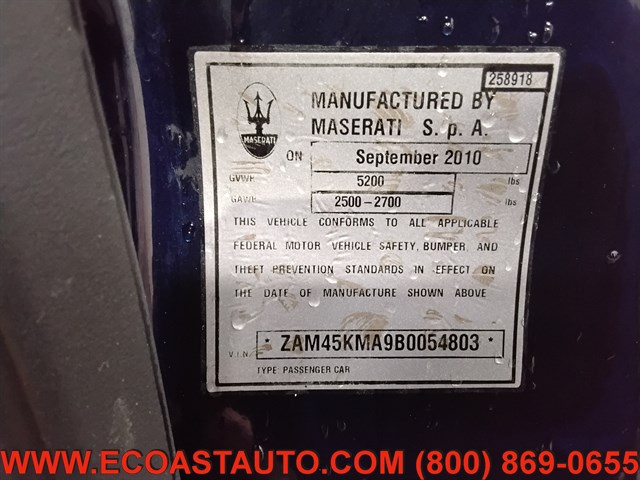 258918
MANUFACTURED BY
MASERATI S. p. A.
MASERATI
ON September 2010
GVWR 5200 lbs
GAWR 2500-2700 lbs
THIS VEHICLE CONFORMS TO ALL APPLICABLE
FEDERAL MOTOR VEHICLE SAFETY, BUMPER, AND
THEFT PREVENTION STANDARDS IN EFFECT ON
THE DATE OF MANUFACTURE SHOWN ABOVE
V.I.N. * ZAM45KMA9B0054803 *
TYPE: PASSENGER CAR
WWW.ECOASTAUTO.COM (800) 869-0655